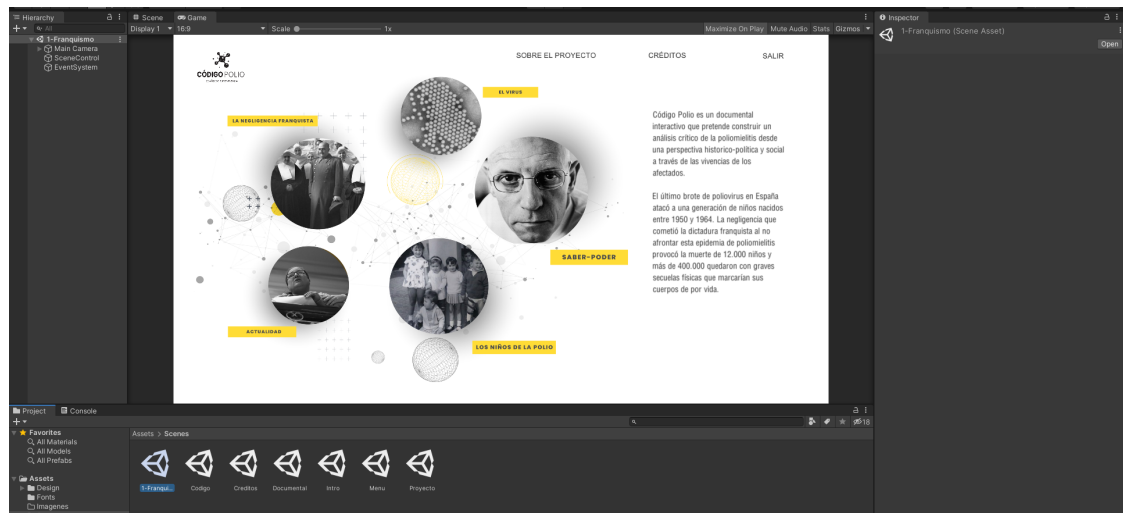 Hierarchy
Scene
Game
Inspector
All
Display 1
16:9
Scale
1x
Maximize On Play
Mute Audio
Stats
Gizmos
1-Franquismo
Main Camera
SceneControl
EventSystem
1-Franquismo (Scene Asset)
Open
CÓDIGO POLIO
SOBRE EL PROYECTO
CRÉDITOS
SALIR
EL VIRUS
LA NEGLIGENCIA FRANQUISTA
SABER-PODER
ACTUALIDAD
LOS NIÑOS DE LA POLIO
Código Polio es un documental
interactivo que pretende construir un
análisis crítico de la poliomielitis desde
una perspectiva historico-política y social
a través de las vivencias de los
afectados.
El último brote de poliovirus en España
atacó a una generación de niños nacidos
entre 1950 y 1964. La negligencia que
cometió la dictadura franquista al no
afrontar esta epidemia de poliomielitis
provocó la muerte de 12.000 niños y
más de 400.000 quedaron con graves
secuelas físicas que marcarían sus
cuerpos de por vida.
Project
Console
18
Favorites
All Materials
All Models
All Prefabs
Assets
Design
Fonts
Imagenes
Assets > Scenes
1-Franqui...
Codigo
Creditos
Documental
Intro
Menu
Proyecto